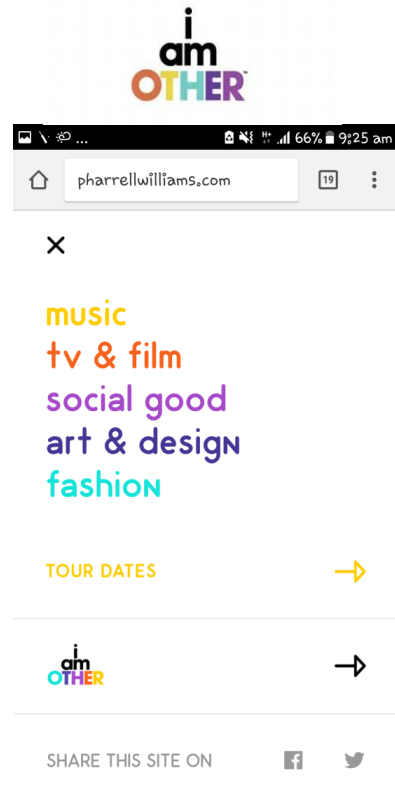 i
am
OTHER™
... H+ 66% 9:25 am
pharrellwilliams.com 19
music
tv & film
social good
art & design
fashion
TOUR DATES
i
am
OTHER
SHARE THIS SITE ON